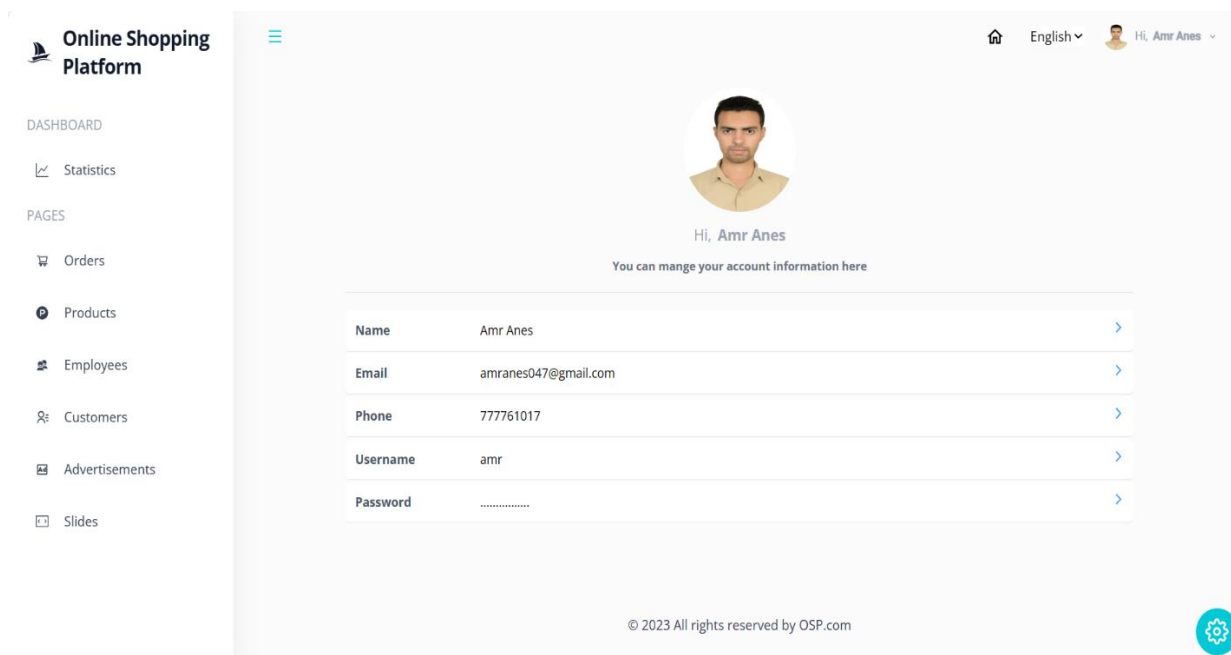 Online Shopping
Platform
English
Hi, Amr Anes
DASHBOARD
Statistics
PAGES
Orders
Products
Employees
Customers
Advertisements
Slides
Hi, Amr Anes
You can mange your account information here
Name Amr Anes
Email amranes047@gmail.com
Phone 777761017
Username amr
Password ................
© 2023 All rights reserved by OSP.com